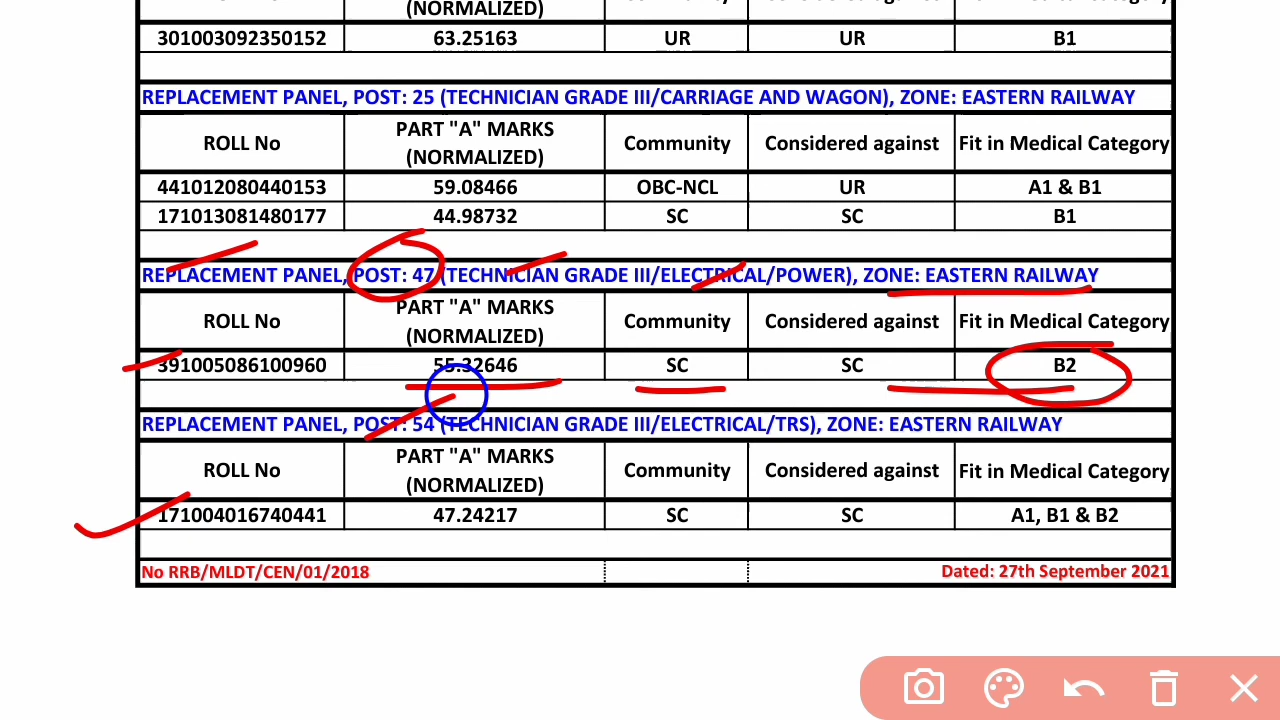 (NORMALIZED)
301003092350152 63.25163 UR UR B1
REPLACEMENT PANEL, POST: 25 (TECHNICIAN GRADE III/CARRIAGE AND WAGON), ZONE: EASTERN RAILWAY
ROLL No PART "A" MARKS (NORMALIZED) Community Considered against Fit in Medical Category
441012080440153 59.08466 OBC-NCL UR A1 & B1
171013081480177 44.98732 SC SC B1
REPLACEMENT PANEL, POST: 47 (TECHNICIAN GRADE III/ELECTRICAL/POWER), ZONE: EASTERN RAILWAY
ROLL No PART "A" MARKS (NORMALIZED) Community Considered against Fit in Medical Category
391005086100960 55.32646 SC SC B2
REPLACEMENT PANEL, POST: 54 (TECHNICIAN GRADE III/ELECTRICAL/TRS), ZONE: EASTERN RAILWAY
ROLL No PART "A" MARKS (NORMALIZED) Community Considered against Fit in Medical Category
171004016740441 47.24217 SC SC A1, B1 & B2
No RRB/MLDT/CEN/01/2018 Dated: 27th September 2021